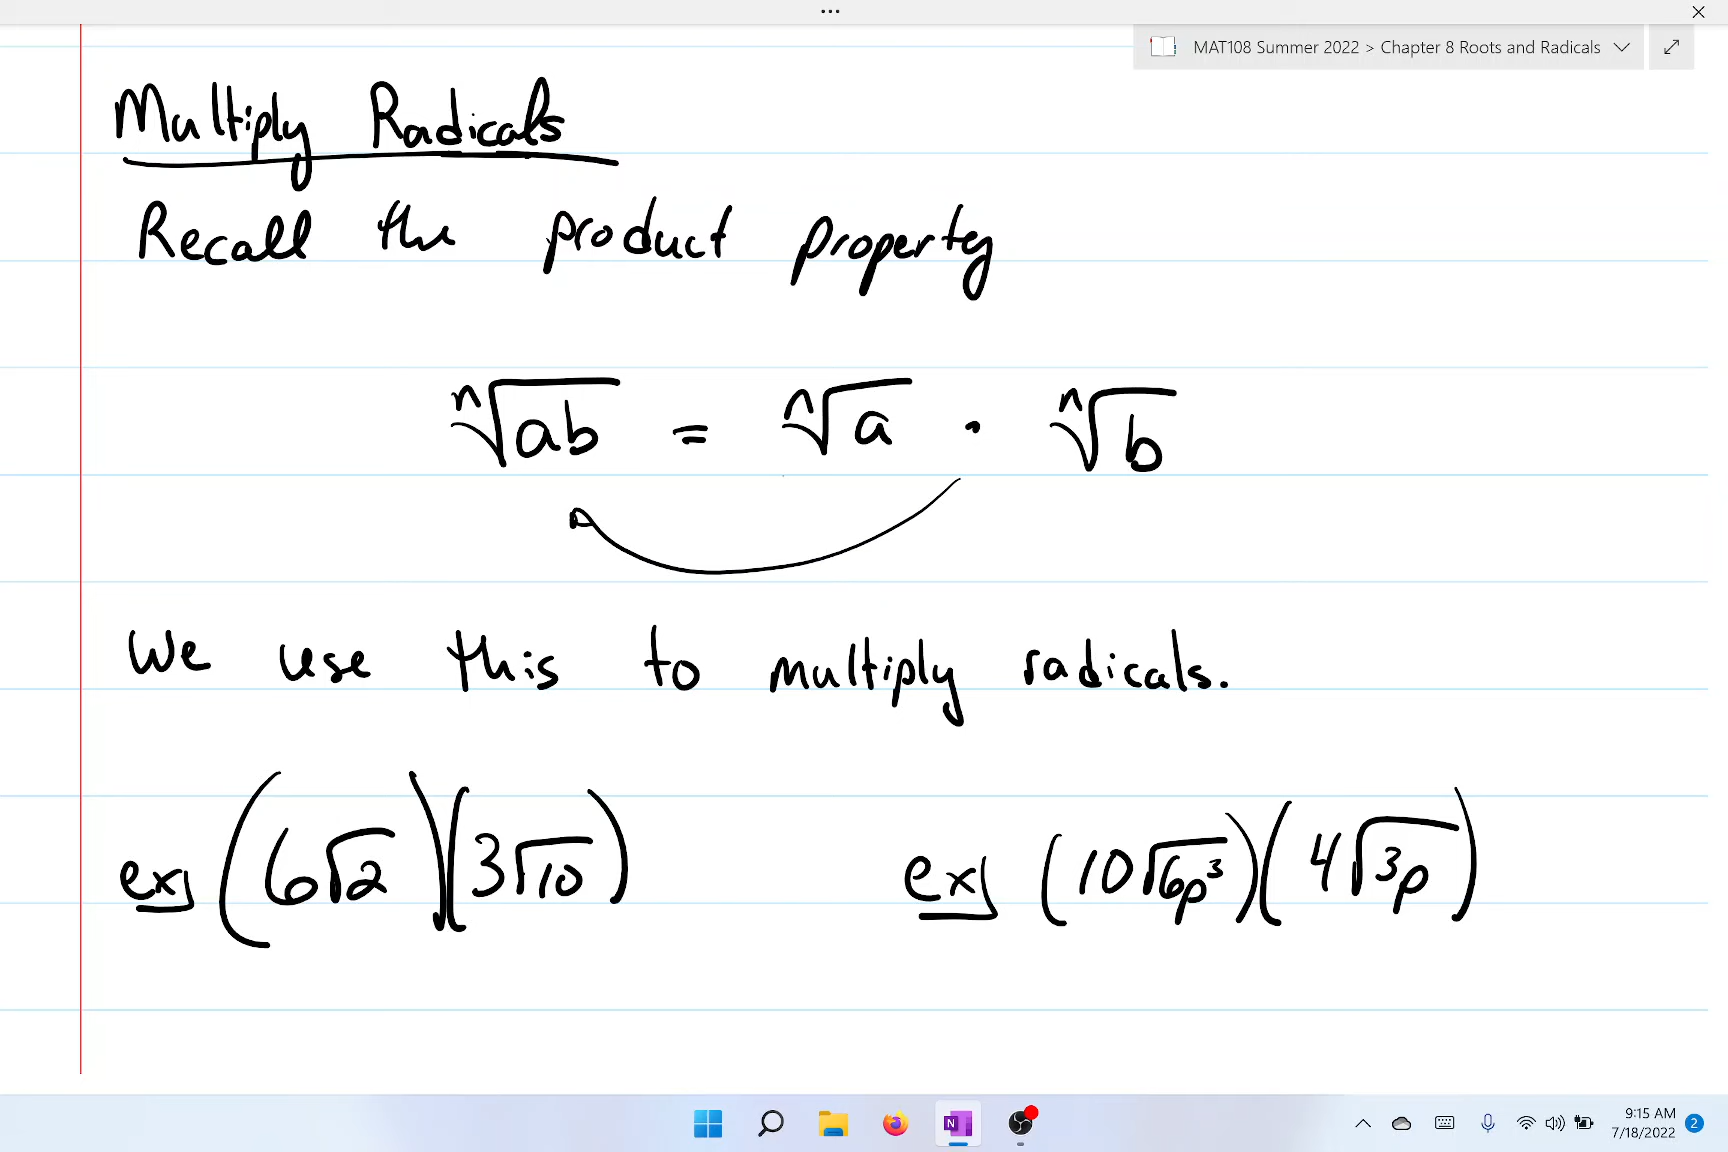 MAT108 Summer 2022 > Chapter 8 Roots and Radicals
Multiply Radicals
Recall the product property
ⁿ√ab = ⁿ√a · ⁿ√b
We use this to multiply radicals.
ex) (6√2)(3√10) ex) (10√6p³)(4√3p)
9:15 AM
7/18/2022
2